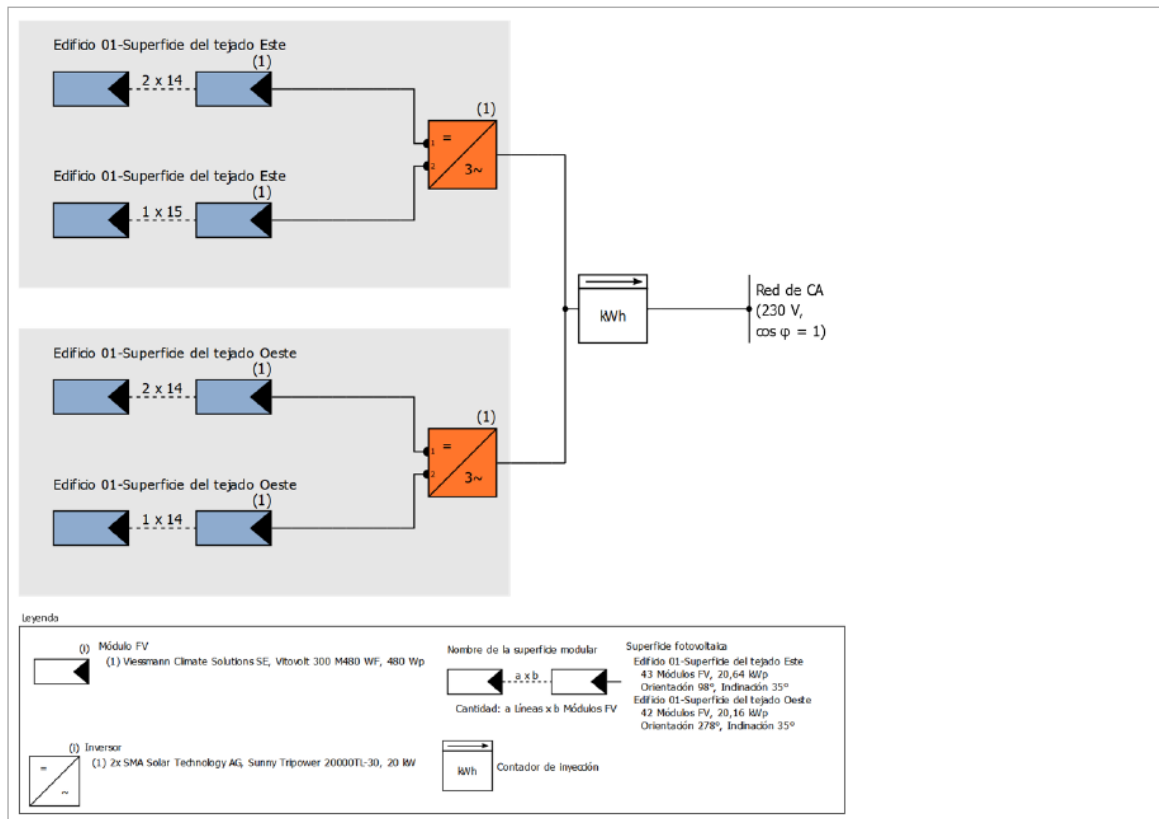 Edificio 01-Superficie del tejado Este
(1)
2 x 14
(1)
=
1
2
3~
Edificio 01-Superficie del tejado Este
(1)
1 x 15
kWh
Red de CA
(230 V,
cos φ = 1)
Edificio 01-Superficie del tejado Oeste
(1)
2 x 14
(1)
=
1
2
3~
Edificio 01-Superficie del tejado Oeste
(1)
1 x 14
Leyenda
(i) Módulo FV
(1) Viessmann Climate Solutions SE, Vitovolt 300 M480 WF, 480 Wp
(i) Inversor
=
~
(1) 2x SMA Solar Technology AG, Sunny Tripower 20000TL-30, 20 kW
Nombre de la superficie modular
a x b
Cantidad: a Líneas x b Módulos FV
kWh
Contador de inyección
Superficie fotovoltaica
Edificio 01-Superficie del tejado Este
43 Módulos FV, 20,64 kWp
Orientación 98°, Inclinación 35°
Edificio 01-Superficie del tejado Oeste
42 Módulos FV, 20,16 kWp
Orientación 278°, Inclinación 35°